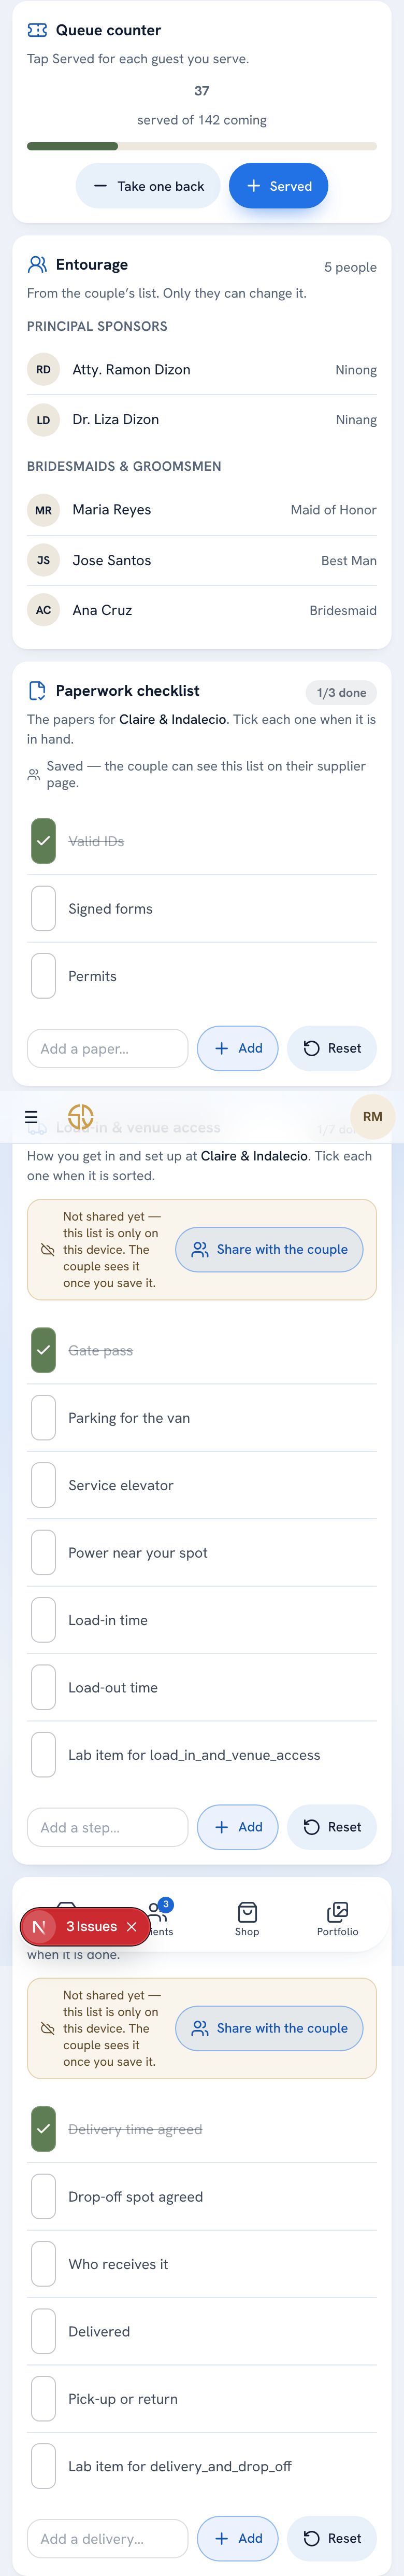 Queue counter
Tap Served for each guest you serve.
37
served of 142 coming
Take one back
Served
Entourage
5 people
From the couple’s list. Only they can change it.
PRINCIPAL SPONSORS
RD
Atty. Ramon Dizon
Ninong
LD
Dr. Liza Dizon
Ninang
BRIDESMAIDS & GROOMSMEN
MR
Maria Reyes
Maid of Honor
JS
Jose Santos
Best Man
AC
Ana Cruz
Bridesmaid
Paperwork checklist
1/3 done
The papers for Claire & Indalecio. Tick each one when it is
in hand.
Saved — the couple can see this list on their supplier
page.
Valid IDs
Signed forms
Permits
Add a paper...
Add
Reset
RM
Load-in & venue access
1/7
How you get in and set up at Claire & Indalecio. Tick each
one when it is sorted.
Not shared yet —
this list is only on
this device. The
couple sees it
once you save it.
Share with the couple
Gate pass
Parking for the van
Service elevator
Power near your spot
Load-in time
Load-out time
Lab item for load_in_and_venue_access
Add a step...
Add
Reset
3 Issues
3
Shop
Portfolio
when it is done.
Not shared yet —
this list is only on
this device. The
couple sees it
once you save it.
Share with the couple
Delivery time agreed
Drop-off spot agreed
Who receives it
Delivered
Pick-up or return
Lab item for delivery_and_drop_off
Add a delivery...
Add
Reset